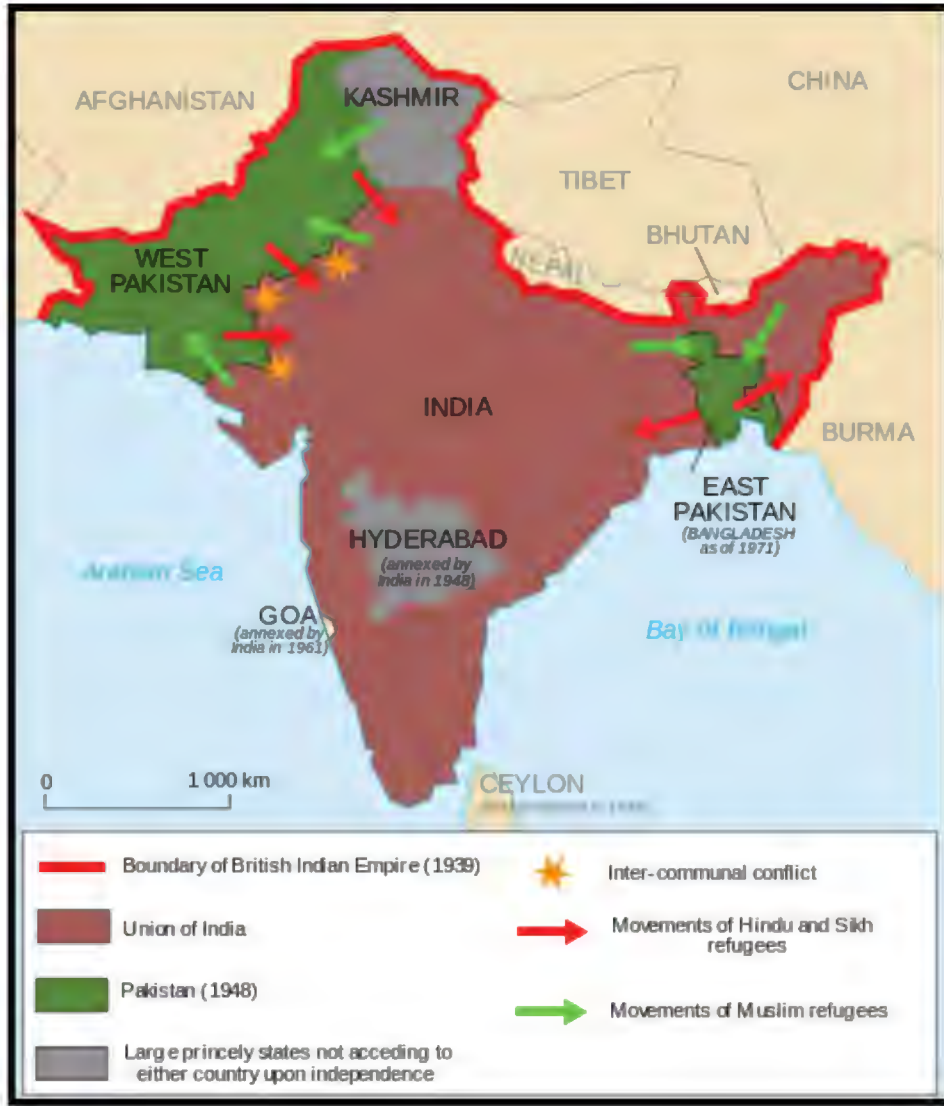 AFGHANISTAN
KASHMIR
CHINA
TIBET
BHUTAN
NEPAL
WEST
PAKISTAN
INDIA
BURMA
EAST
PAKISTAN
(BANGLADESH
as of 1971)
HYDERABAD
(annexed by
India in 1948)
Arabian Sea
GOA
(annexed by
India in 1961)
Bay of Bengal
0 1 000 km
CEYLON
Boundary of British Indian Empire (1939)
Union of India
Pakistan (1948)
Large princely states not acceding to
either country upon independence
Inter-communal conflict
Movements of Hindu and Sikh
refugees
Movements of Muslim refugees